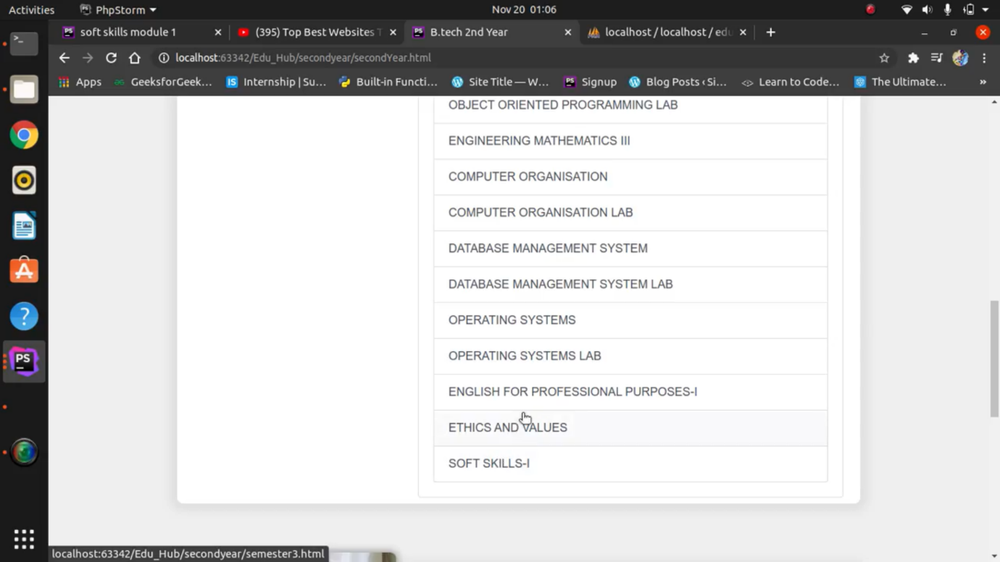 Activities PhpStorm Nov 20 01:06
soft skills module 1 (395) Top Best Websites T B.tech 2nd Year localhost / localhost / edu
localhost:63342/Edu_Hub/secondyear/secondYear.html
Apps GeeksforGeek... Internship | Su... Built-in Functi... Site Title — W... Signup Blog Posts ‹ Si... Learn to Code... The Ultimate... »
OBJECT ORIENTED PROGRAMMING LAB
ENGINEERING MATHEMATICS III
COMPUTER ORGANISATION
COMPUTER ORGANISATION LAB
DATABASE MANAGEMENT SYSTEM
DATABASE MANAGEMENT SYSTEM LAB
OPERATING SYSTEMS
OPERATING SYSTEMS LAB
ENGLISH FOR PROFESSIONAL PURPOSES-I
ETHICS AND VALUES
SOFT SKILLS-I
localhost:63342/Edu_Hub/secondyear/semester3.html